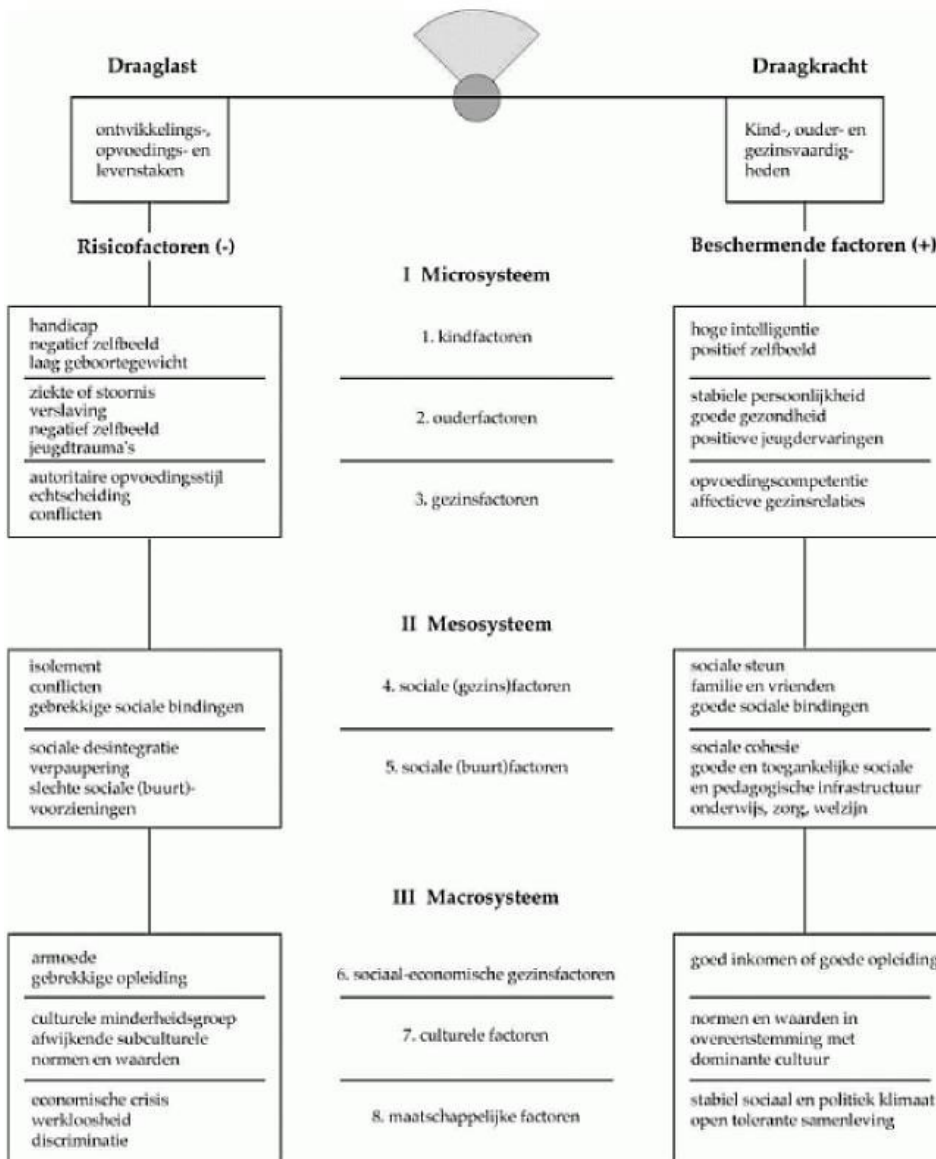 Draaglast
Draagkracht
ontwikkelings-,
opvoedings- en
levenstaken
Kind-, ouder- en
gezinsvaardig-
heden
Risicofactoren (-)
Beschermende factoren (+)
I Microsysteem
handicap
negatief zelfbeeld
laag geboortegewicht
1. kindfactoren
hoge intelligentie
positief zelfbeeld
ziekte of stoornis
verslaving
negatief zelfbeeld
jeugdtrauma's
2. ouderfactoren
stabiele persoonlijkheid
goede gezondheid
positieve jeugdervaringen
autoritaire opvoedingsstijl
echtscheiding
conflicten
3. gezinsfactoren
opvoedingscompetentie
affectieve gezinsrelaties
II Mesosysteem
isolement
conflicten
gebrekkige sociale bindingen
4. sociale (gezins)factoren
sociale steun
familie en vrienden
goede sociale bindingen
sociale desintegratie
verpaupering
slechte sociale (buurt)-
voorzieningen
5. sociale (buurt)factoren
sociale cohesie
goede en toegankelijke sociale
en pedagogische infrastructuur
onderwijs, zorg, welzijn
III Macrosysteem
armoede
gebrekkige opleiding
6. sociaal-economische gezinsfactoren
goed inkomen of goede opleiding
culturele minderheidsgroep
afwijkende subculturele
normen en waarden
7. culturele factoren
normen en waarden in
overeenstemming met
dominante cultuur
economische crisis
werkloosheid
discriminatie
8. maatschappelijke factoren
stabiel sociaal en politiek klimaat
open tolerante samenleving